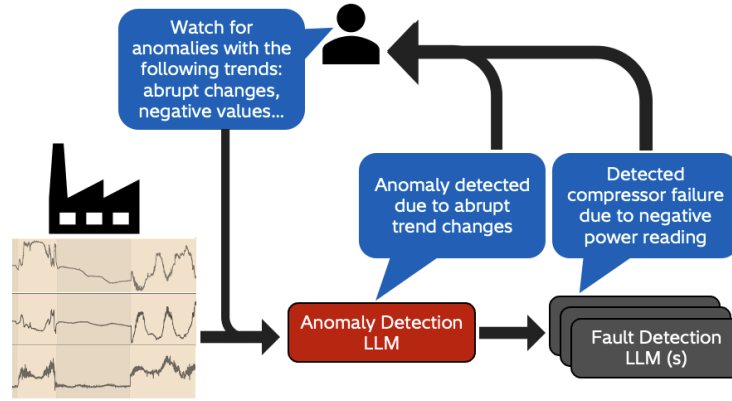 Watch for
anomalies with the
following trends:
abrupt changes,
negative values...
Anomaly detected
due to abrupt
trend changes
Detected
compressor failure
due to negative
power reading
Anomaly Detection
LLM
Fault Detection
LLM (s)